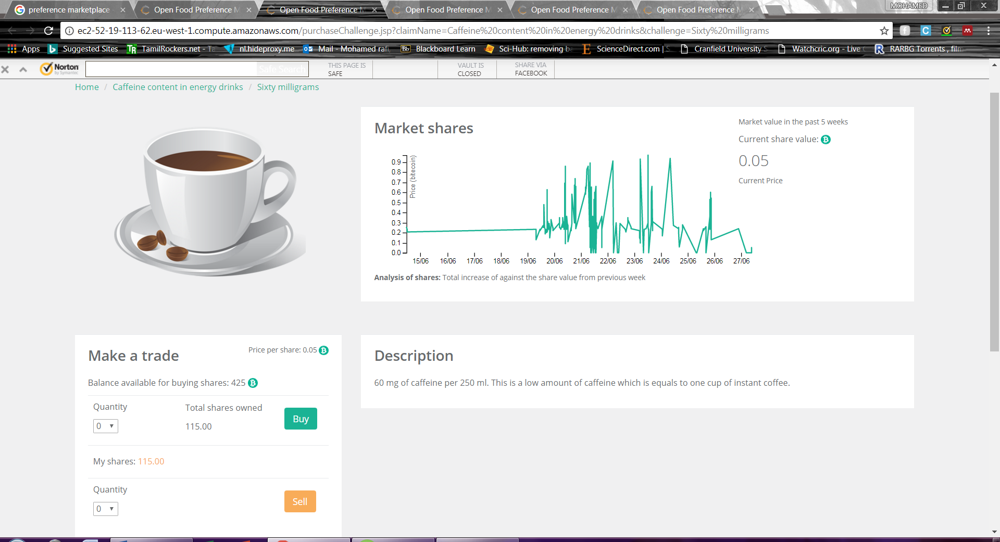 preference marketplace
Open Food Preference M
Open Food Preference M
Open Food Preference M
Open Food Preference M
Open Food Preference M
MOHAMED
ec2-52-19-113-62.eu-west-1.compute.amazonaws.com/purchaseChallenge.jsp?claimName=Caffeine%20content%20in%20energy%20drinks&challenge=Sixty%20milligrams
Apps
Suggested Sites
TamilRockers.net - Ta
nl.hideproxy.me
Mail - Mohamed rafi
Bb Blackboard Learn
Sci-Hub: removing ba
ScienceDirect.com | S
Cranfield University S
Watchcric.org - Live
RARBG Torrents , film
Norton
by Symantec
Safe Search
THIS PAGE IS
SAFE
VAULT IS
CLOSED
SHARE VIA
FACEBOOK
Home / Caffeine content in energy drinks / Sixty milligrams
Market shares
Market value in the past 5 weeks
Current share value:
0.05
Current Price
Price (bitecoin)
0.9
0.8
0.7
0.6
0.5
0.4
0.3
0.2
0.1
0.0
15/06 16/06 17/06 18/06 19/06 20/06 21/06 22/06 23/06 24/06 25/06 26/06 27/06
Analysis of shares: Total increase of against the share value from previous week
Make a trade
Price per share: 0.05
Balance available for buying shares: 425
Quantity
Total shares owned
0
115.00
Buy
My shares: 115.00
Quantity
0
Sell
Description
60 mg of caffeine per 250 ml. This is a low amount of caffeine which is equals to one cup of instant coffee.